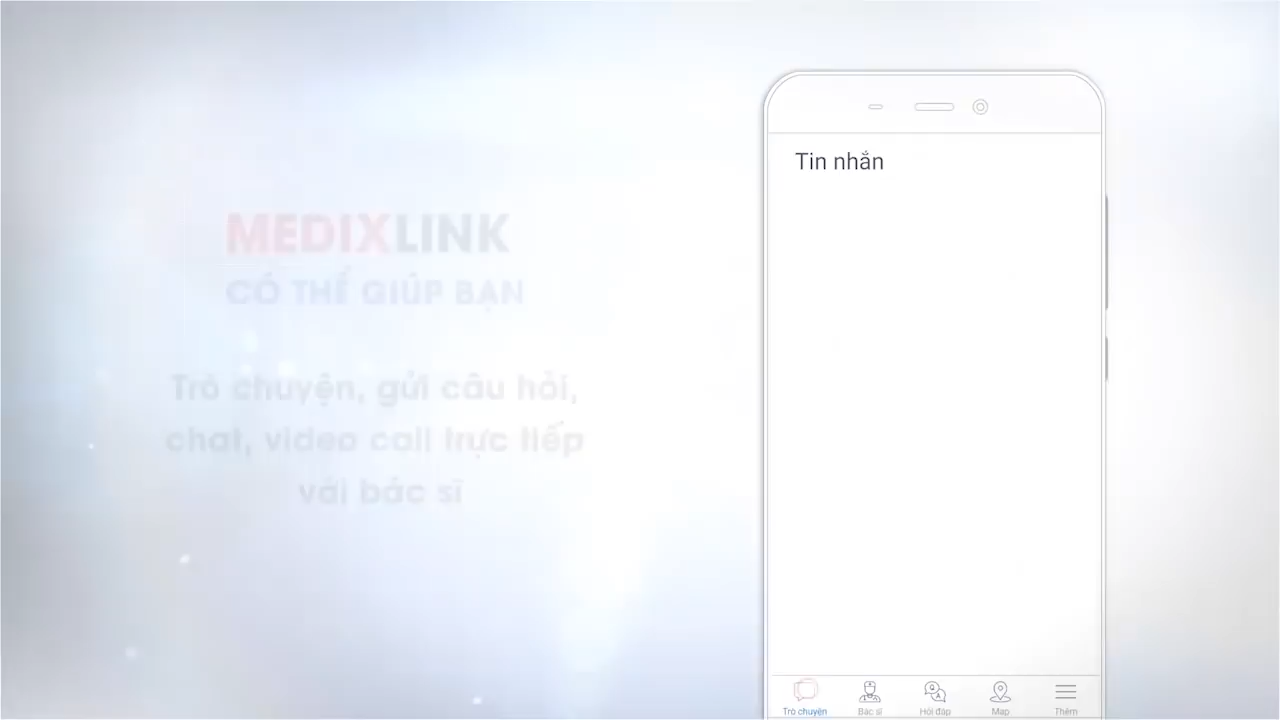 MEDIXLINK
CÓ THỂ GIÚP BẠN
Trò chuyện, gửi câu hỏi,
chat, video call trực tiếp
với bác sĩ
Tin nhắn
Trò chuyện
Bác sĩ
Hỏi đáp
Map
Thêm